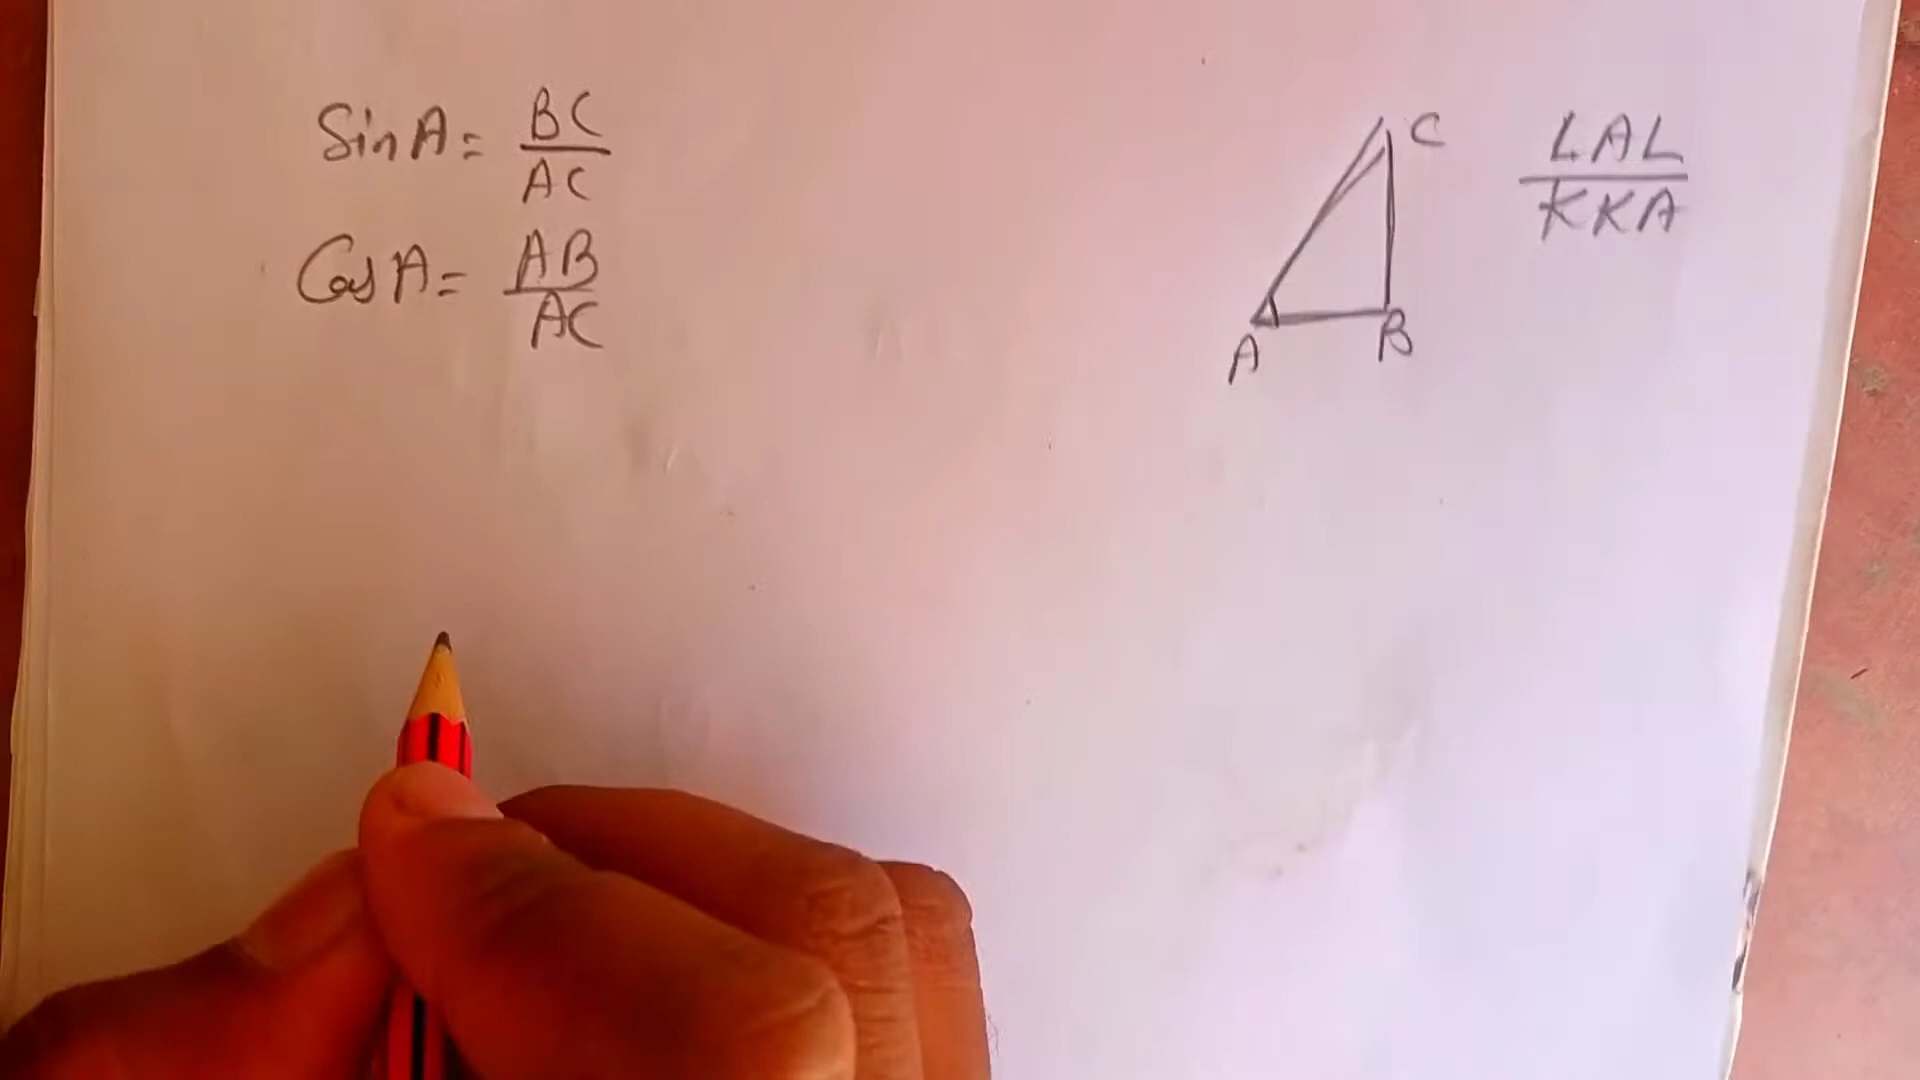 Sin A = BC
AC
Cos A = AB
AC
C
A
B
LAL
KKA